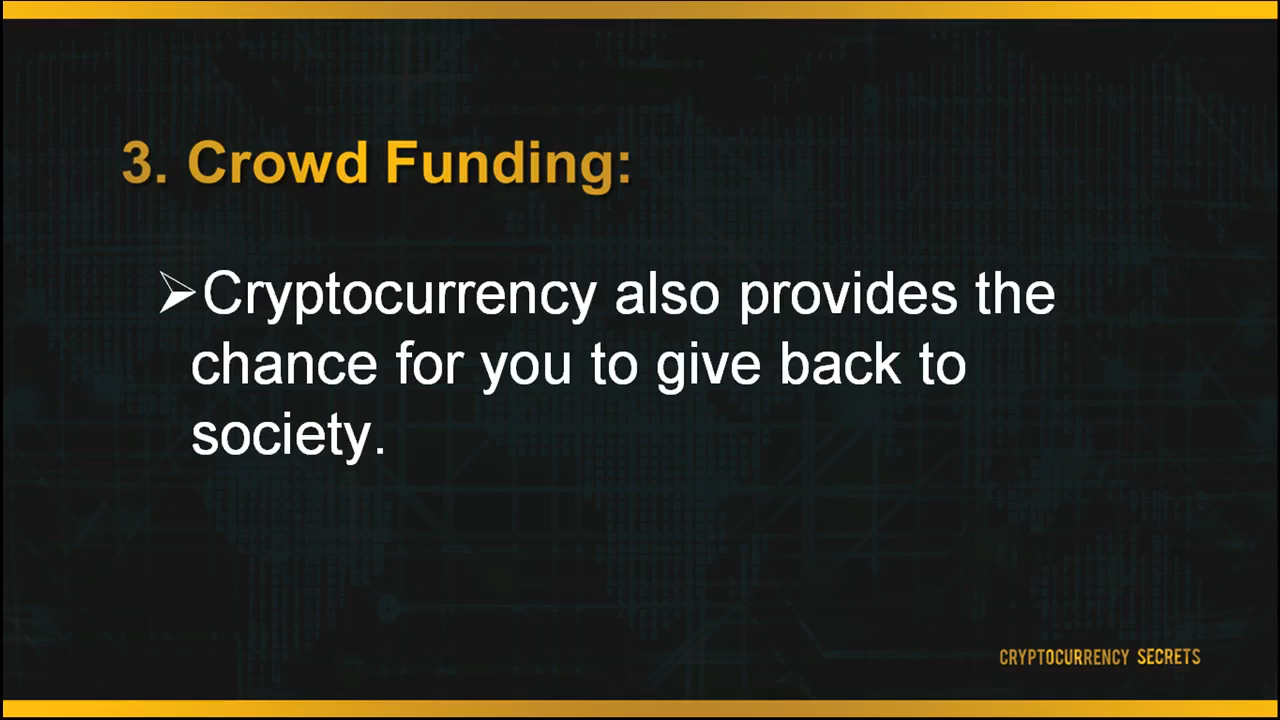 3. Crowd Funding:
➢Cryptocurrency also provides the
chance for you to give back to
society.
CRYPTOCURRENCY SECRETS